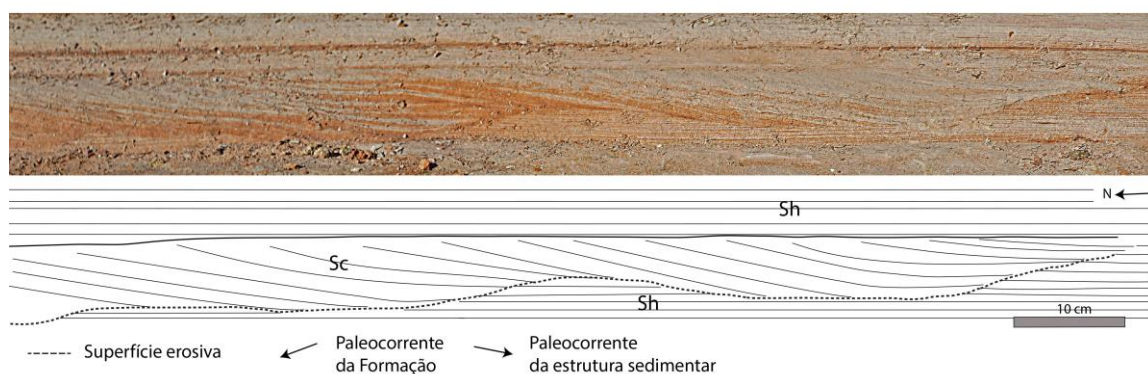 N
Sh
Sc
Sh
10 cm
Superfície erosiva
Paleocorrente
da Formação
Paleocorrente
da estrutura sedimentar